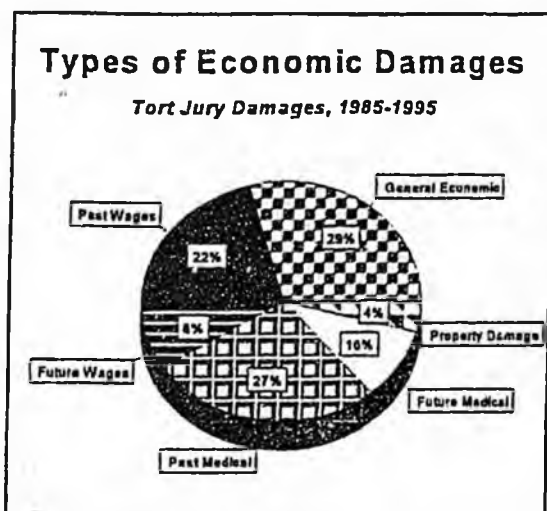 Types of Economic Damages
Tort Jury Damages, 1985-1995
General Economic
Past Wages
29%
22%
4%
8%
10%
Property Damage
Future Wages
27%
Future Medical
Past Medical